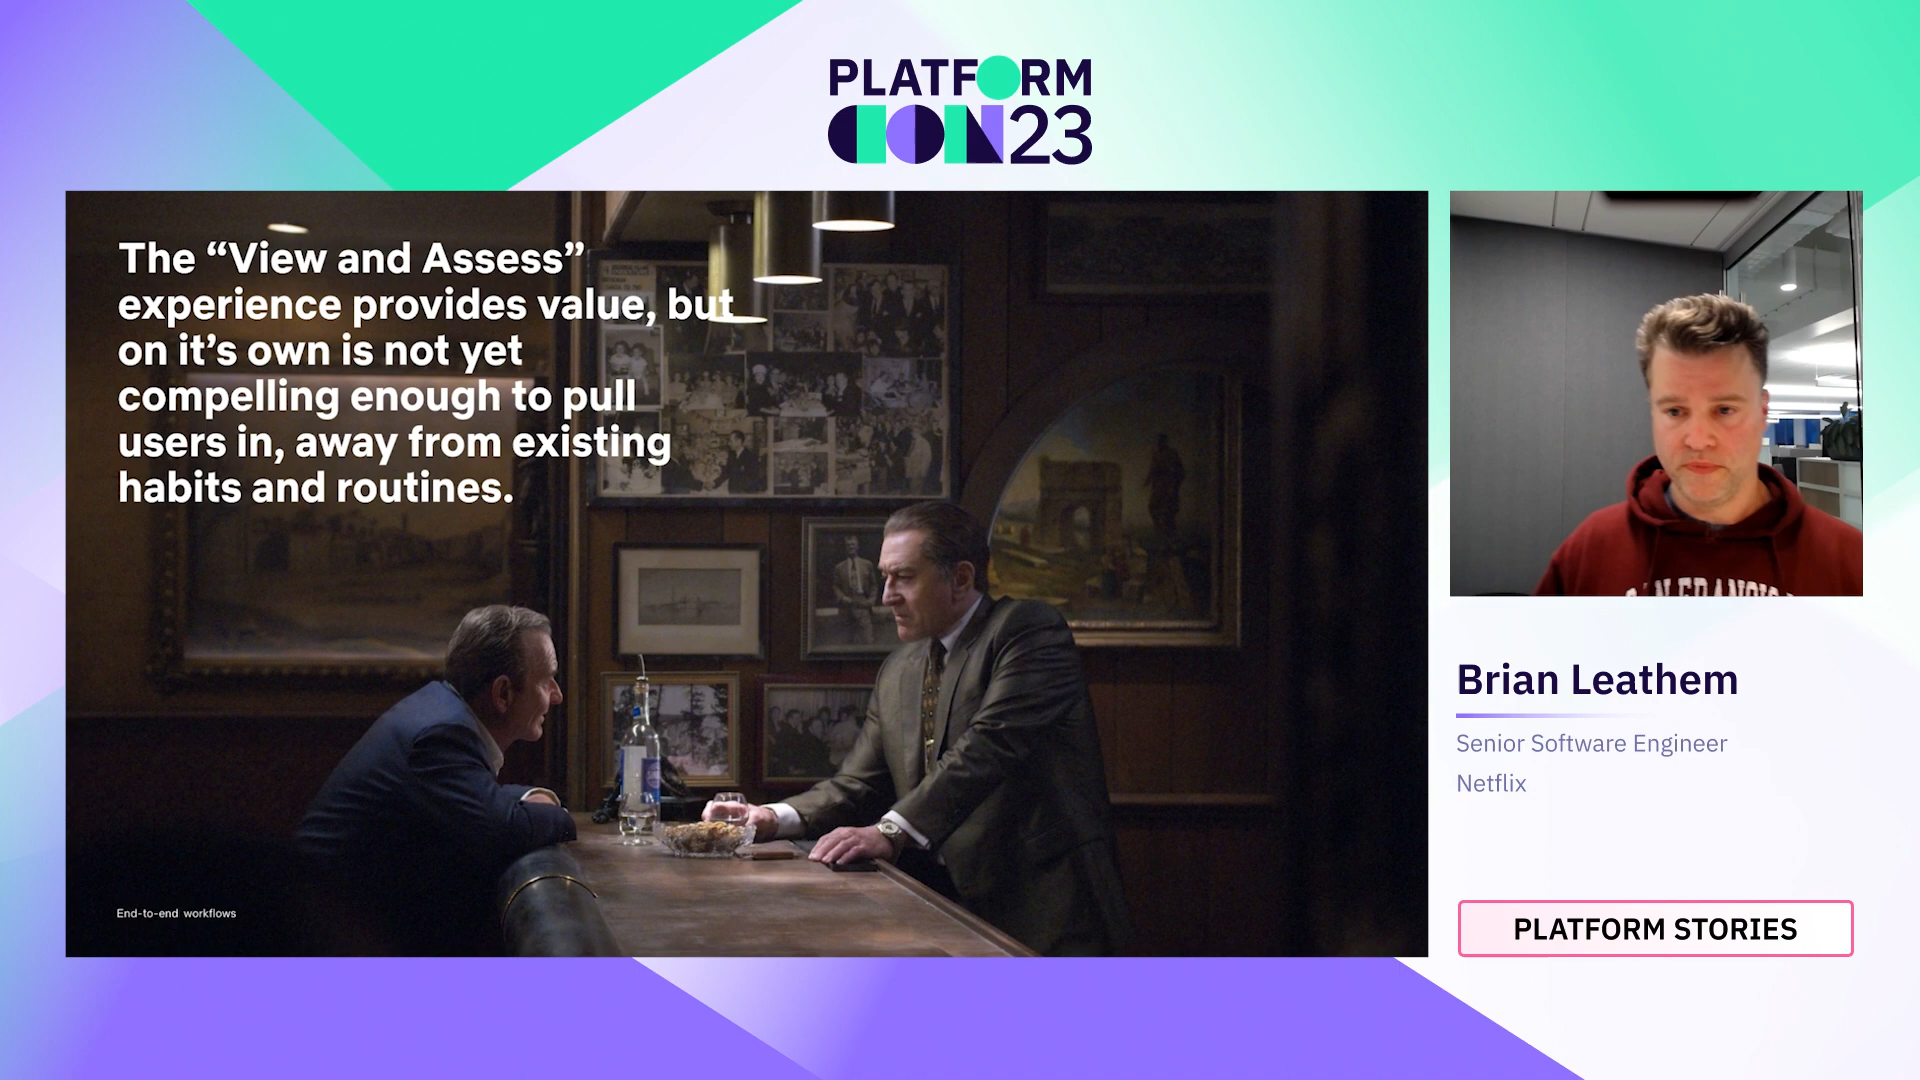 PLATFORM
CON23
The “View and Assess”
experience provides value, but
on it’s own is not yet
compelling enough to pull
users in, away from existing
habits and routines.
End-to-end workflows
Brian Leathem
Senior Software Engineer
Netflix
PLATFORM STORIES